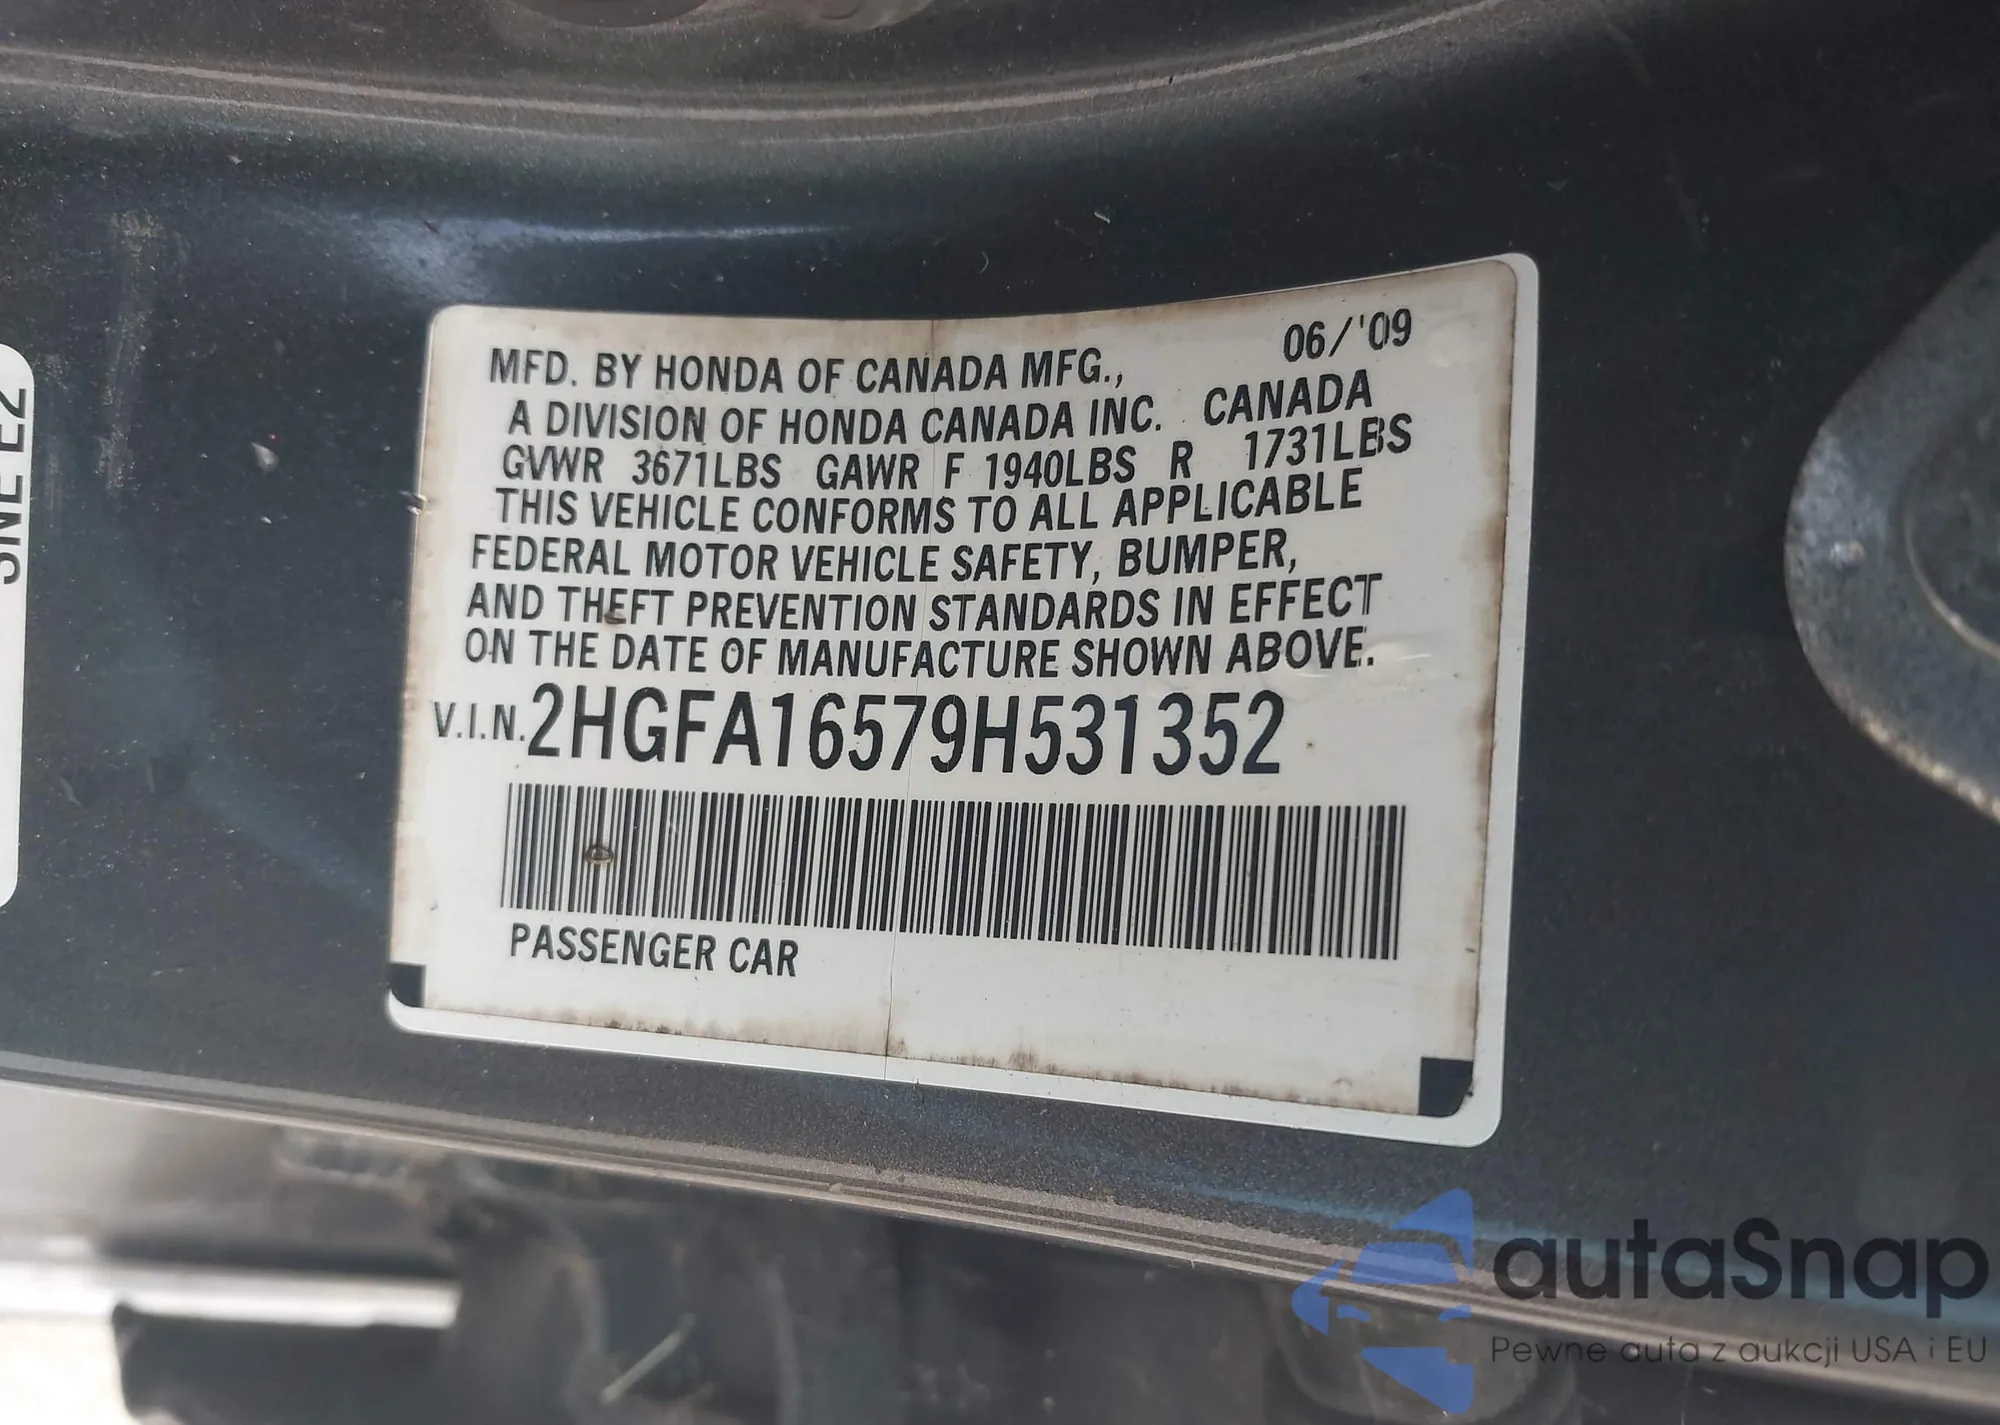 SNE E2
06/'09
MFD. BY HONDA OF CANADA MFG.,
A DIVISION OF HONDA CANADA INC. CANADA
GVWR 3671LBS GAWR F 1940LBS R 1731LBS
THIS VEHICLE CONFORMS TO ALL APPLICABLE
FEDERAL MOTOR VEHICLE SAFETY, BUMPER,
AND THEFT PREVENTION STANDARDS IN EFFECT
ON THE DATE OF MANUFACTURE SHOWN ABOVE.
V.I.N. 2HGFA16579H531352
PASSENGER CAR
autaSnap
Pewne auta z aukcji USA i EU